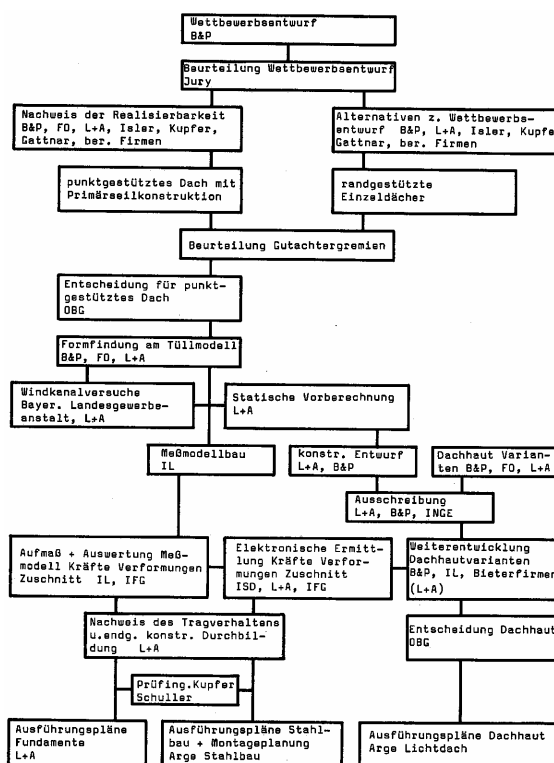 Wettbewerbsentwurf
B&P
Beurteilung Wettbewerbsentwurf
Jury
Nachweis der Realisierbarkeit
B&P, FO, L+A, Isler, Kupfer,
Gattnar, ber. Firmen
Alternativen z. Wettbewerbs-
entwurf B&P, L+A, Isler, Kupfe
Gattnar, ber. Firmen
punktgestütztes Dach mit
Primärseilkonstruktion
randgestützte
Einzeldächer
Beurteilung Gutachtergremien
Entscheidung für punkt-
gestütztes Dach
OBG
Formfindung am Tüllmodell
B&P, FO, L+A
Windkanalversuche
Bayer. Landesgewerbe-
anstalt, L+A
Statische Vorberechnung
L+A
Meßmodellbau
IL
konstr. Entwurf
L+A, B&P
Dachhaut Varian-
ten B&P, FO, L+A
Ausschreibung
L+A, B&P, INGE
Aufmaß + Auswertung Meß-
modell Kräfte Verformungen
Zuschnitt IL, IFG
Elektronische Ermitt-
lung Kräfte Verfor-
mungen Zuschnitt
ISD, L+A, IFG
Weiterentwicklung
Dachhautvarianten
B&P, IL, Bieterfirmen
(L+A)
Nachweis des Tragverhaltens
u.endg. konstr. Durchbil-
dung L+A
Entscheidung Dachhaut
OBG
Prüfing.Kupfer
Schuller
Ausführungspläne
Fundamente
L+A
Ausführungspläne Stahl-
bau + Montageplanung
Arge Stahlbau
Ausführungspläne Dachhaut
Arge Lichtdach